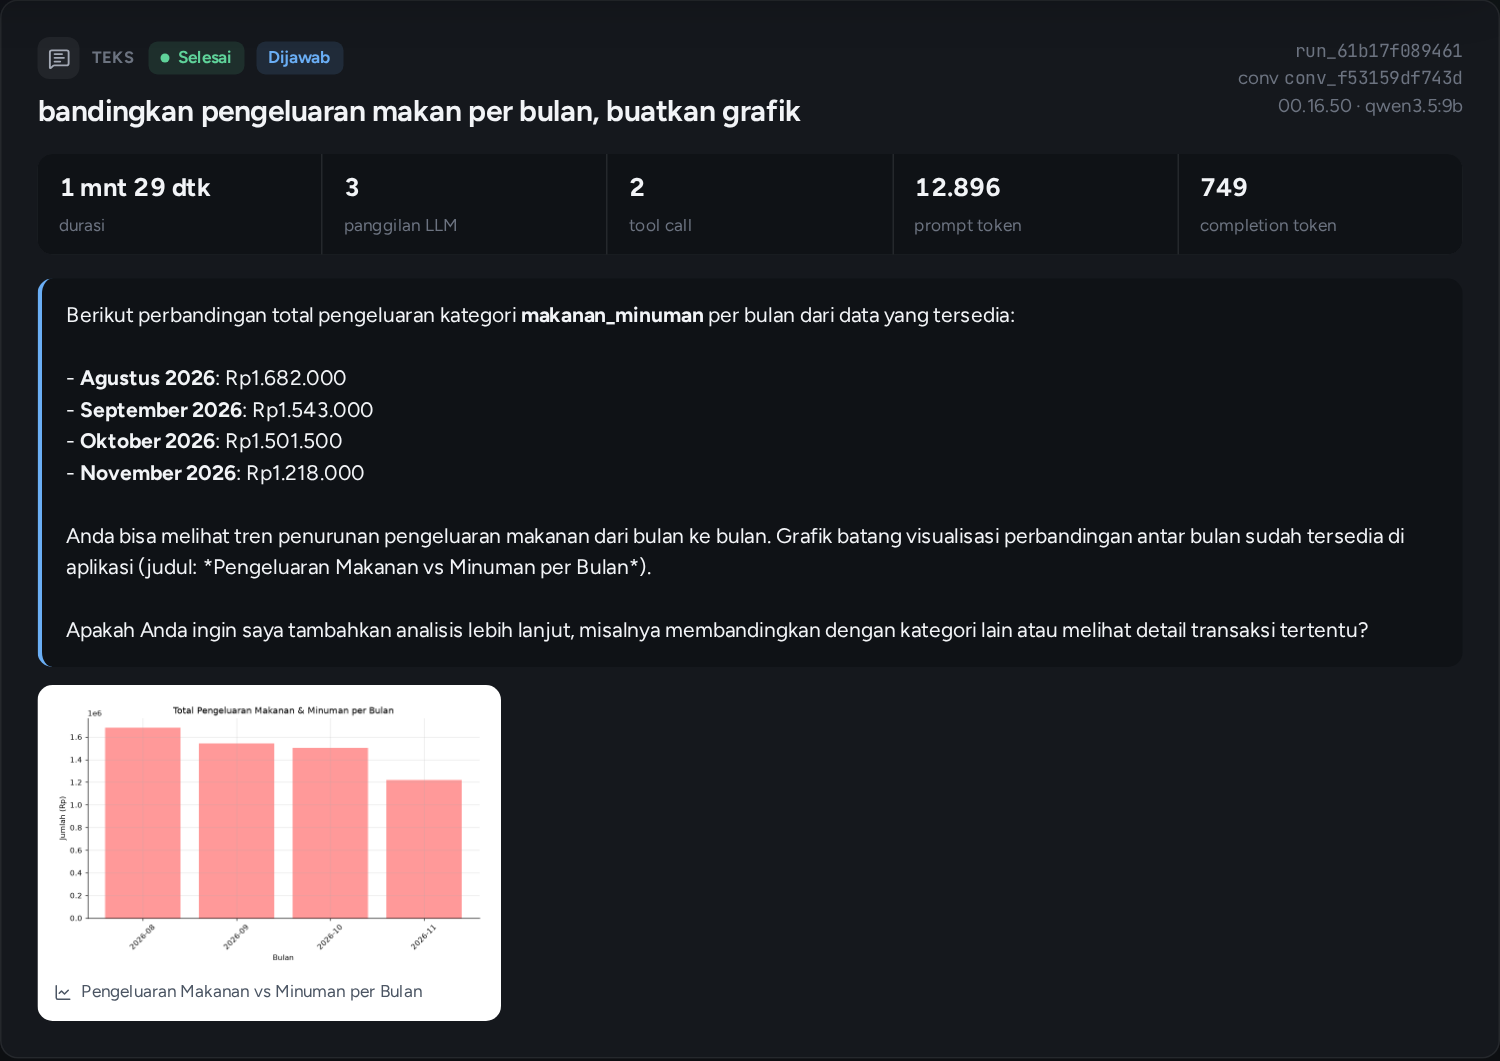 TEKS
Selesai
Dijawab
run_61b17f089461
conv conv_f53159df743d
00.16.50 · qwen3.5:9b
bandingkan pengeluaran makan per bulan, buatkan grafik
1 mnt 29 dtk
durasi
3
panggilan LLM
2
tool call
12.896
prompt token
749
completion token
Berikut perbandingan total pengeluaran kategori makanan_minuman per bulan dari data yang tersedia:
- Agustus 2026: Rp1.682.000
- September 2026: Rp1.543.000
- Oktober 2026: Rp1.501.500
- November 2026: Rp1.218.000
Anda bisa melihat tren penurunan pengeluaran makanan dari bulan ke bulan. Grafik batang visualisasi perbandingan antar bulan sudah tersedia di
aplikasi (judul: *Pengeluaran Makanan vs Minuman per Bulan*).
Apakah Anda ingin saya tambahkan analisis lebih lanjut, misalnya membandingkan dengan kategori lain atau melihat detail transaksi tertentu?
Total Pengeluaran Makanan & Minuman per Bulan
1e6
1.6
1.4
1.2
1.0
0.8
0.6
0.4
0.2
0.0
Jumlah (Rp)
2026-08
2026-09
2026-10
2026-11
Bulan
Pengeluaran Makanan vs Minuman per Bulan